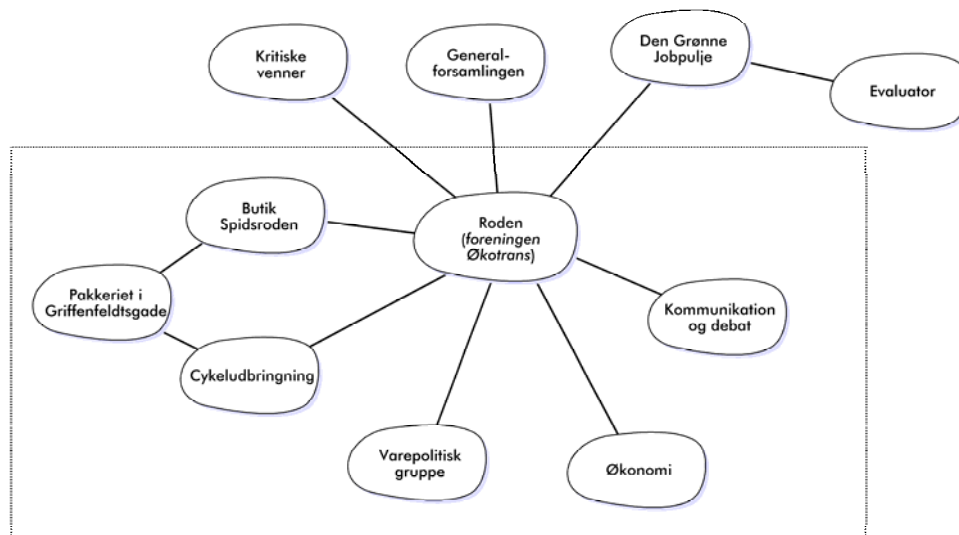 Kritiske
venner
General-
forsamlingen
Den Grønne
Jobpulje
Evaluator
Butik
Spidsroden
Roden
(foreningen
Økotrans)
Pakkeriet i
Griffenfeldtsgade
Kommunikation
og debat
Cykeludbringning
Varepolitisk
gruppe
Økonomi